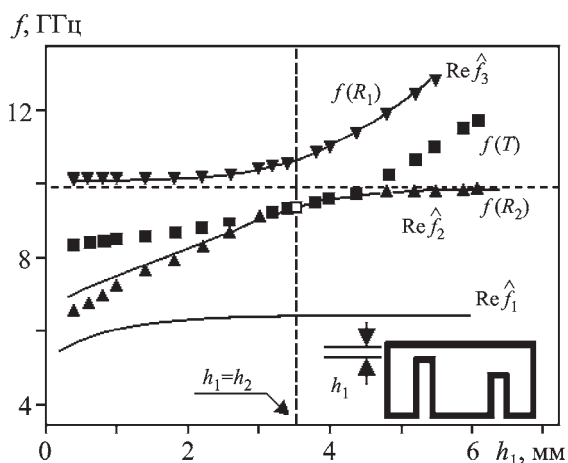 f, ГГц
Re f̂₃
f(R₁)
12
f(T)
10
f(R₂)
Re f̂₂
8
Re f̂₁
h₁=h₂
h₁
4
0
2
4
6
h₁, мм